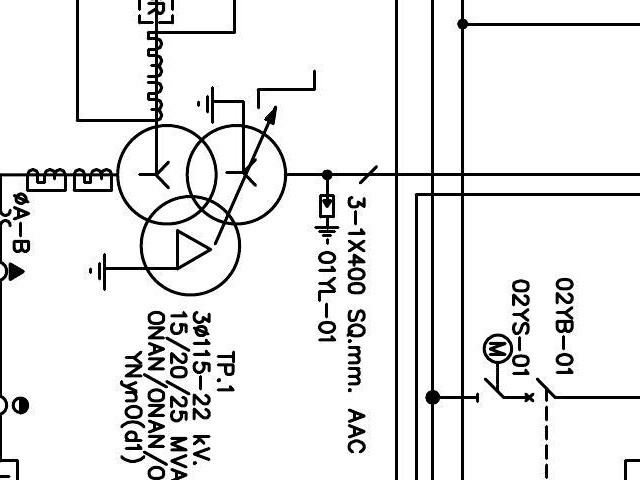 R
øA-B
3-1X400 SQ.mm. AAC
01YL-01
02YB-01
02YS-01
M
TP.1
3ø115-22 kV.
15/20/25 MVA
ONAN/ONAN/O
YNyn0(d1)